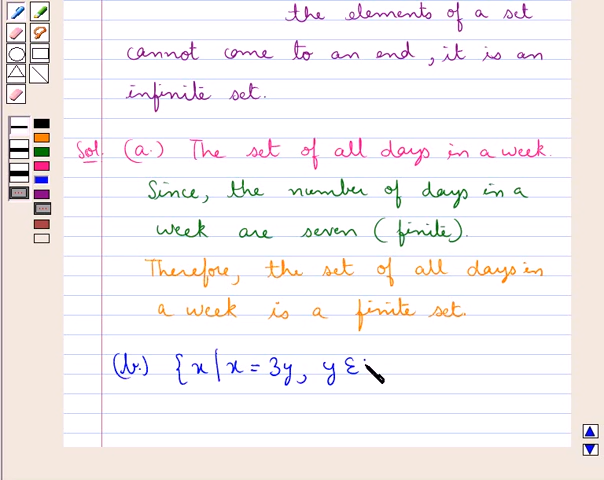 the elements of a set
cannot come to an end, it is an
infinite set.
Sol. (a.) The set of all days in a week.
Since, the number of days in a
week are seven (finite).
Therefore, the set of all days in
a week is a finite set.
(b.) {x | x = 3y, y ε